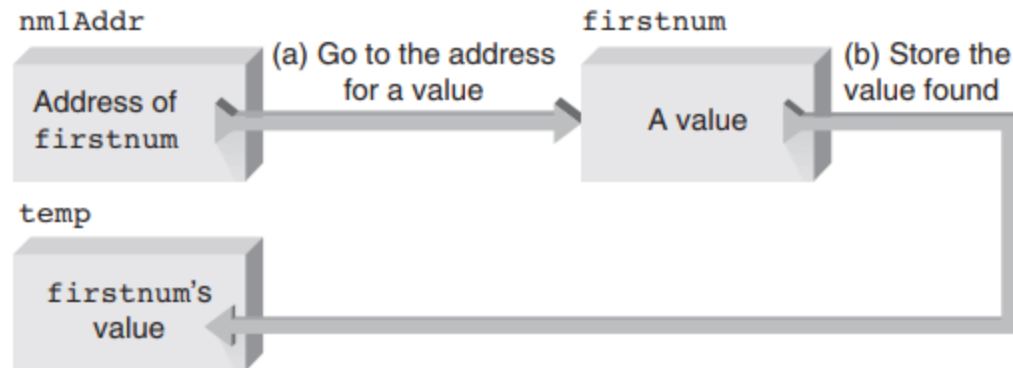 nm1Addr
firstnum
(a) Go to the address
for a value
(b) Store the
value found
Address of
firstnum
A value
temp
firstnum's
value